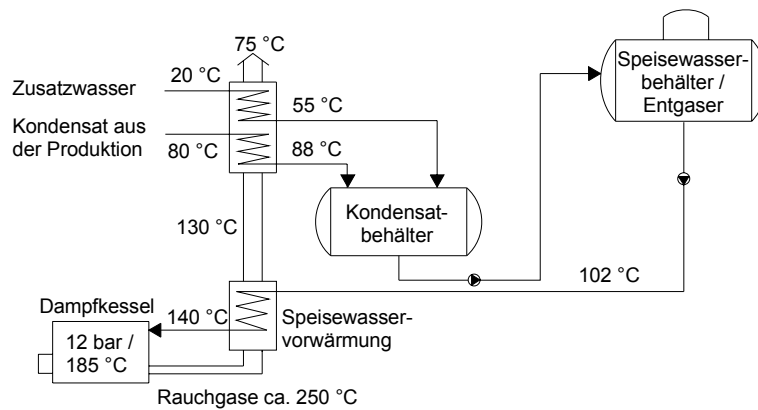 75 °C
20 °C
Zusatzwasser
55 °C
Kondensat aus
der Produktion
80 °C
88 °C
Speisewasser-
behälter /
Entgaser
Kondensat-
behälter
130 °C
102 °C
Dampfkessel
140 °C
Speisewasser-
vorwärmung
12 bar /
185 °C
Rauchgase ca. 250 °C